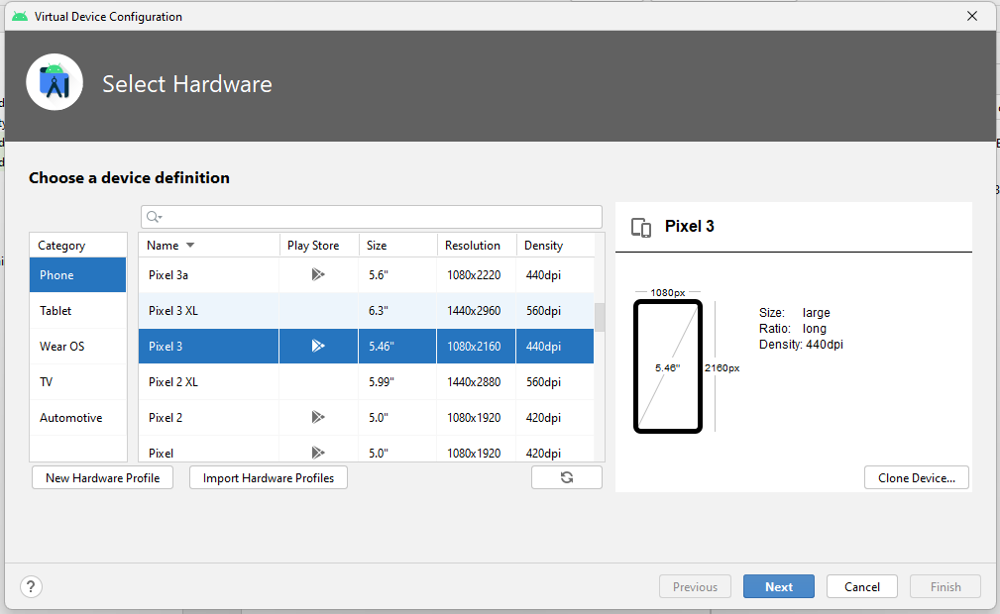 Virtual Device Configuration
Select Hardware
Choose a device definition
Category
Phone
Tablet
Wear OS
TV
Automotive
Name Play Store Size Resolution Density
Pixel 3a 5.6" 1080x2220 440dpi
Pixel 3 XL 6.3" 1440x2960 560dpi
Pixel 3 5.46" 1080x2160 440dpi
Pixel 2 XL 5.99" 1440x2880 560dpi
Pixel 2 5.0" 1080x1920 420dpi
Pixel 5.0" 1080x1920 420dpi
New Hardware Profile Import Hardware Profiles
Pixel 3
1080px
5.46"
2160px
Size: large
Ratio: long
Density: 440dpi
Clone Device...
? Previous Next Cancel Finish